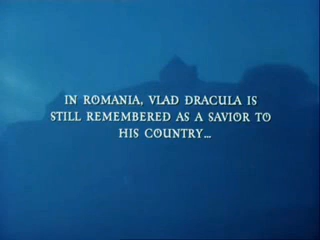 IN ROMANIA, VLAD DRACULA IS
STILL REMEMBERED AS A SAVIOR TO
HIS COUNTRY...